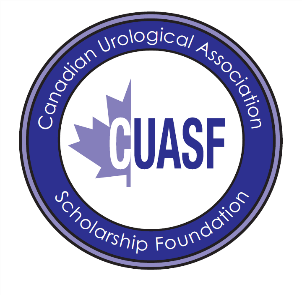 Canadian Urological Association
CUASF
Scholarship Foundation